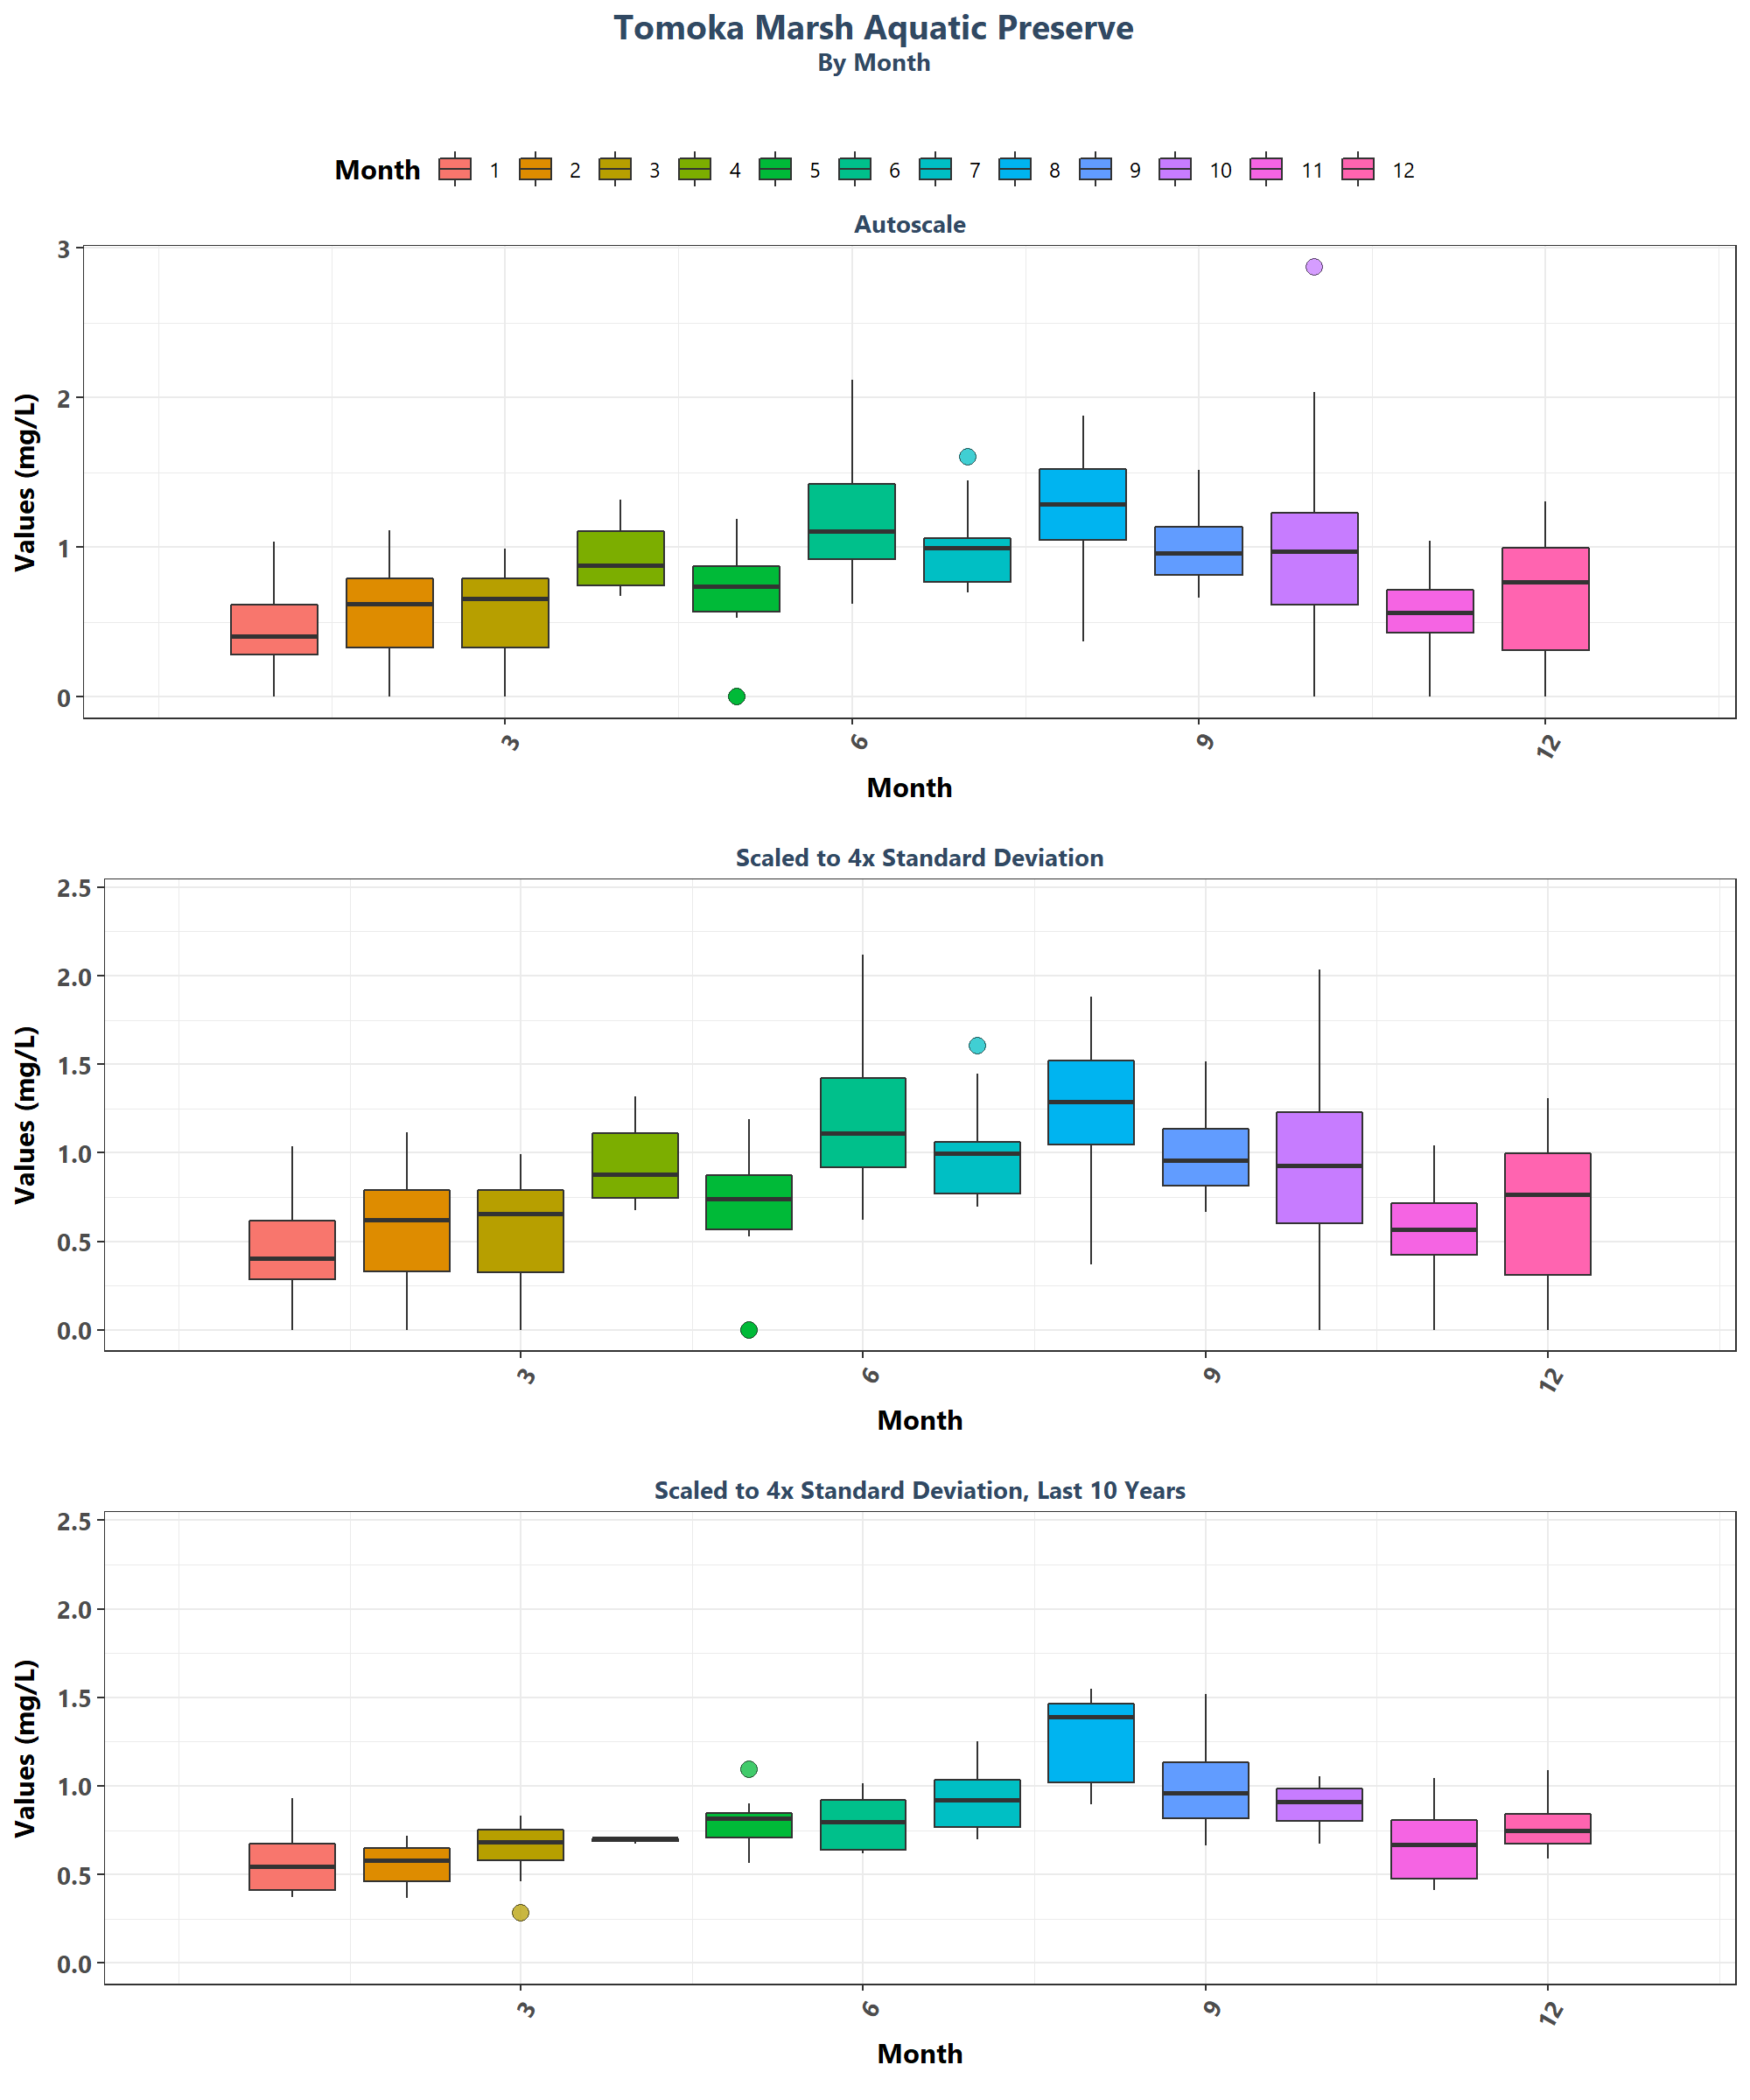 Tomoka Marsh Aquatic Preserve
By Month
Month 1 2 3 4 5 6 7 8 9 10 11 12
Autoscale
Values (mg/L)
3
2
1
0
3 6 9 12
Month
Scaled to 4x Standard Deviation
Values (mg/L)
2.5
2.0
1.5
1.0
0.5
0.0
3 6 9 12
Month
Scaled to 4x Standard Deviation, Last 10 Years
Values (mg/L)
2.5
2.0
1.5
1.0
0.5
0.0
3 6 9 12
Month